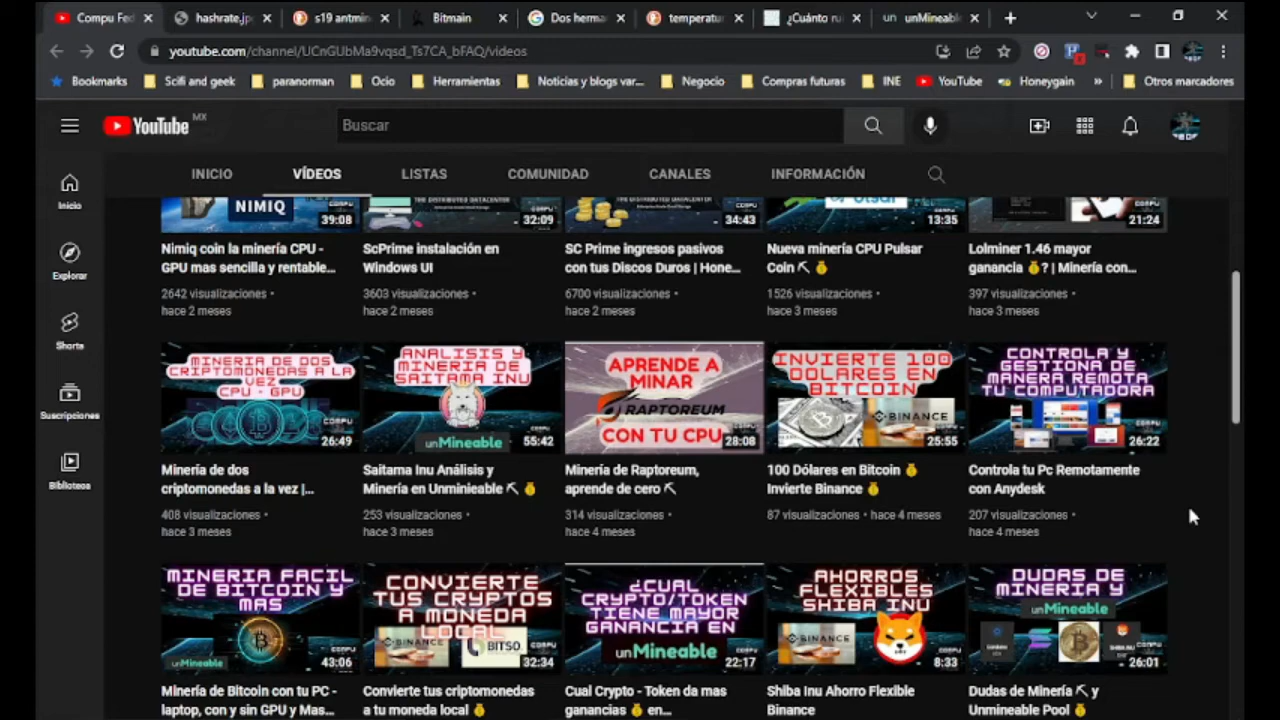 Compu Fed
hashrate.jp
s19 antmin
Bitmain
Dos herma
temperatur
¿Cuánto rui
un unMineable
youtube.com/channel/UCnGUbMa9vqsd_Ts7CA_bFAQ/videos
Bookmarks
Scifi and geek
paranorman
Ocio
Herramientas
Noticias y blogs var...
Negocio
Compras futuras
INE
YouTube
Honeygain
»
Otros marcadores
YouTube MX
Buscar
INICIO
VÍDEOS
LISTAS
COMUNIDAD
CANALES
INFORMACIÓN
Inicio
Explorar
Shorts
Suscripciones
Biblioteca
NIMIQ
39:08
Nimiq coin la minería CPU -
GPU mas sencilla y rentable...
2642 visualizaciones •
hace 2 meses
32:09
ScPrime instalación en
Windows UI
3603 visualizaciones •
hace 2 meses
34:43
SC Prime ingresos pasivos
con tus Discos Duros | Hone...
6700 visualizaciones •
hace 2 meses
13:35
Nueva minería CPU Pulsar
Coin ⛏ 💰
1526 visualizaciones •
hace 3 meses
21:24
Lolminer 1.46 mayor
ganancia 💰? | Minería con...
397 visualizaciones •
hace 3 meses
MINERIA DE DOS
CRIPTOMONEDAS A LA
VEZ
CPU - GPU
26:49
Minería de dos
criptomonedas a la vez |...
408 visualizaciones •
hace 3 meses
ANALISIS Y
MINERIA DE
SAITAMA INU
unMineable
COMPU
55:42
Saitama Inu Análisis y
Minería en Unminieable ⛏ 💰
253 visualizaciones •
hace 3 meses
APRENDE A
MINAR
RAPTOREUM
CON TU CPU
28:08
Minería de Raptoreum,
aprende de cero ⛏
314 visualizaciones •
hace 4 meses
INVIERTE 100
DOLARES EN
BITCOIN
BINANCE
COMPU
25:55
100 Dólares en Bitcoin 💰
Invierte Binance 💰
87 visualizaciones • hace 4 meses
CONTROLA Y
GESTIONA DE
MANERA REMOTA
TU COMPUTADORA
COMPU
26:22
Controla tu Pc Remotamente
con Anydesk
207 visualizaciones •
hace 4 meses
MINERIA FACIL
DE BITCOIN Y
MAS
unMineable
COMPU
43:06
Minería de Bitcoin con tu PC -
laptop, con y sin GPU y Mas...
CONVIERTE
TUS CRYPTOS
A MONEDA
LOCAL
BINANCE
BITSO
COMPU
32:34
Convierte tus criptomonedas
a tu moneda local 💰
¿CUAL
CRYPTO/TOKEN
TIENE MAYOR
GANANCIA EN
unMineable
COMPU
22:17
Cual Crypto - Token da mas
ganancias 💰 en...
AHORROS
FLEXIBLES
SHIBA INU
BINANCE
COMPU
8:33
Shiba Inu Ahorro Flexible
Binance
DUDAS DE
MINERIA Y
unMineable
COMPU
26:01
Dudas de Minería ⛏ y
Unmineable Pool 💰